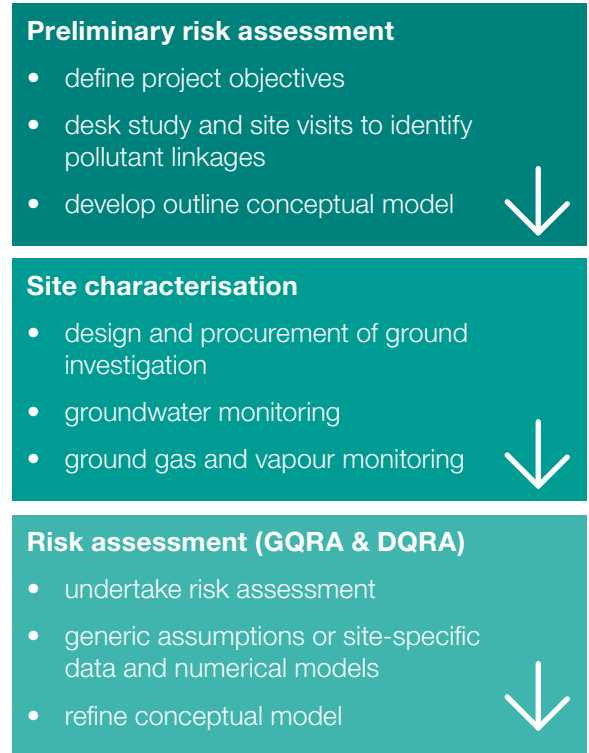 Preliminary risk assessment
• define project objectives
• desk study and site visits to identify
pollutant linkages
• develop outline conceptual model
Site characterisation
• design and procurement of ground
investigation
• groundwater monitoring
• ground gas and vapour monitoring
Risk assessment (GQRA & DQRA)
• undertake risk assessment
• generic assumptions or site-specific
data and numerical models
• refine conceptual model